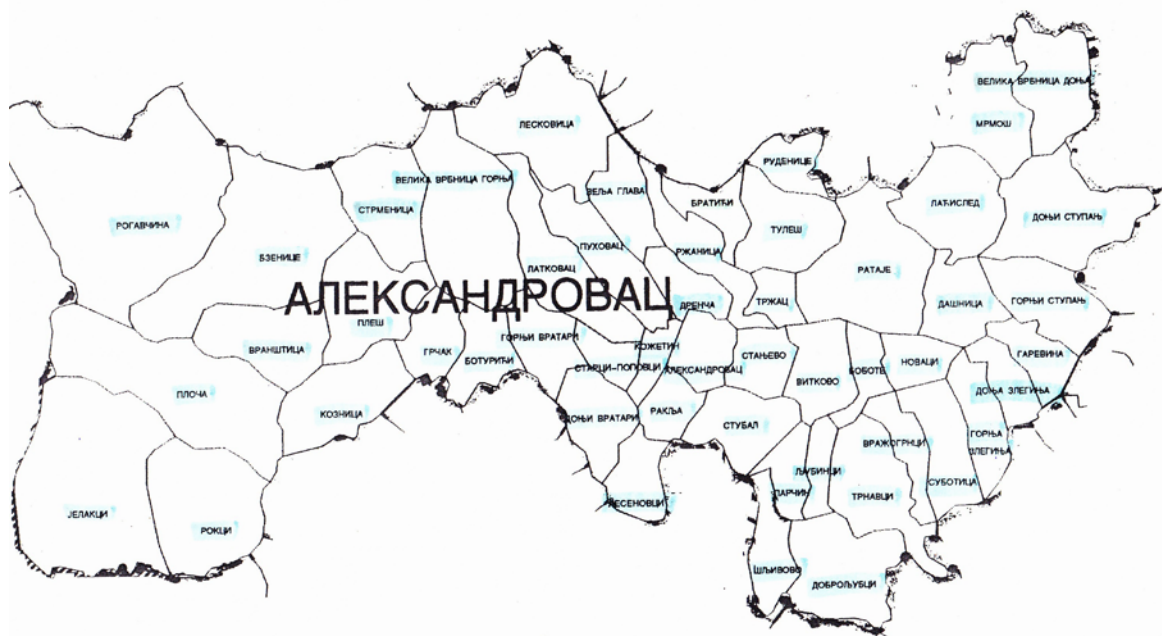 ВЕЛИКА ВРБНИЦА ДОЊА
МРМОШ
ЛЕСКОВИЦА
РУДЕНИЦЕ
ВЕЛИКА ВРБНИЦА ГОРЊА
ВЕЉА ГЛАВА
БРАТИЋИ
ЛАЋИСЛЕД
СТРМЕНИЦА
ДОЊИ СТУПАЊ
РОГАВЧИНА
ТУЛЕШ
БЗЕНИЦЕ
ПУХОВАЦ
РЖАНИЦА
ЛАТКОВАЦ
РАТАЈЕ
АЛЕКСАНДРОВАЦ
ДРЕНЧА
ТРЖАЦ
ДАШНИЦА
ГОРЊИ СТУПАЊ
ПЛЕШ
ГОРЊИ ВРАТАРИ
ВРАНШТИЦА
ГРЧАК
БОТУРИЋИ
КОЖЕТИН
СТАЊЕВО
НОВАЦИ
ГАРЕВИНА
СТАРЦИ-ПОПОВЦИ
АЛЕКСАНДРОВАЦ
ВИТКОВО
БОБОТЕ
ПЛОЧА
ДОЊА ЗЛЕГИЊА
КОЗНИЦА
ДОЊИ ВРАТАРИ
РАКЉА
СТУБАЛ
ГОРЊА
ЗЛЕГИЊА
ВРАЖОГРНЦИ
ЉУБИНЦИ
СУБОТИЦА
ПАРЧИН
ТРНАВЦИ
ЛЕСЕНОВЦИ
ЈЕЛАКЦИ
РОКЦИ
ШЉИВОВО
ДОБРОЉУБЦИ